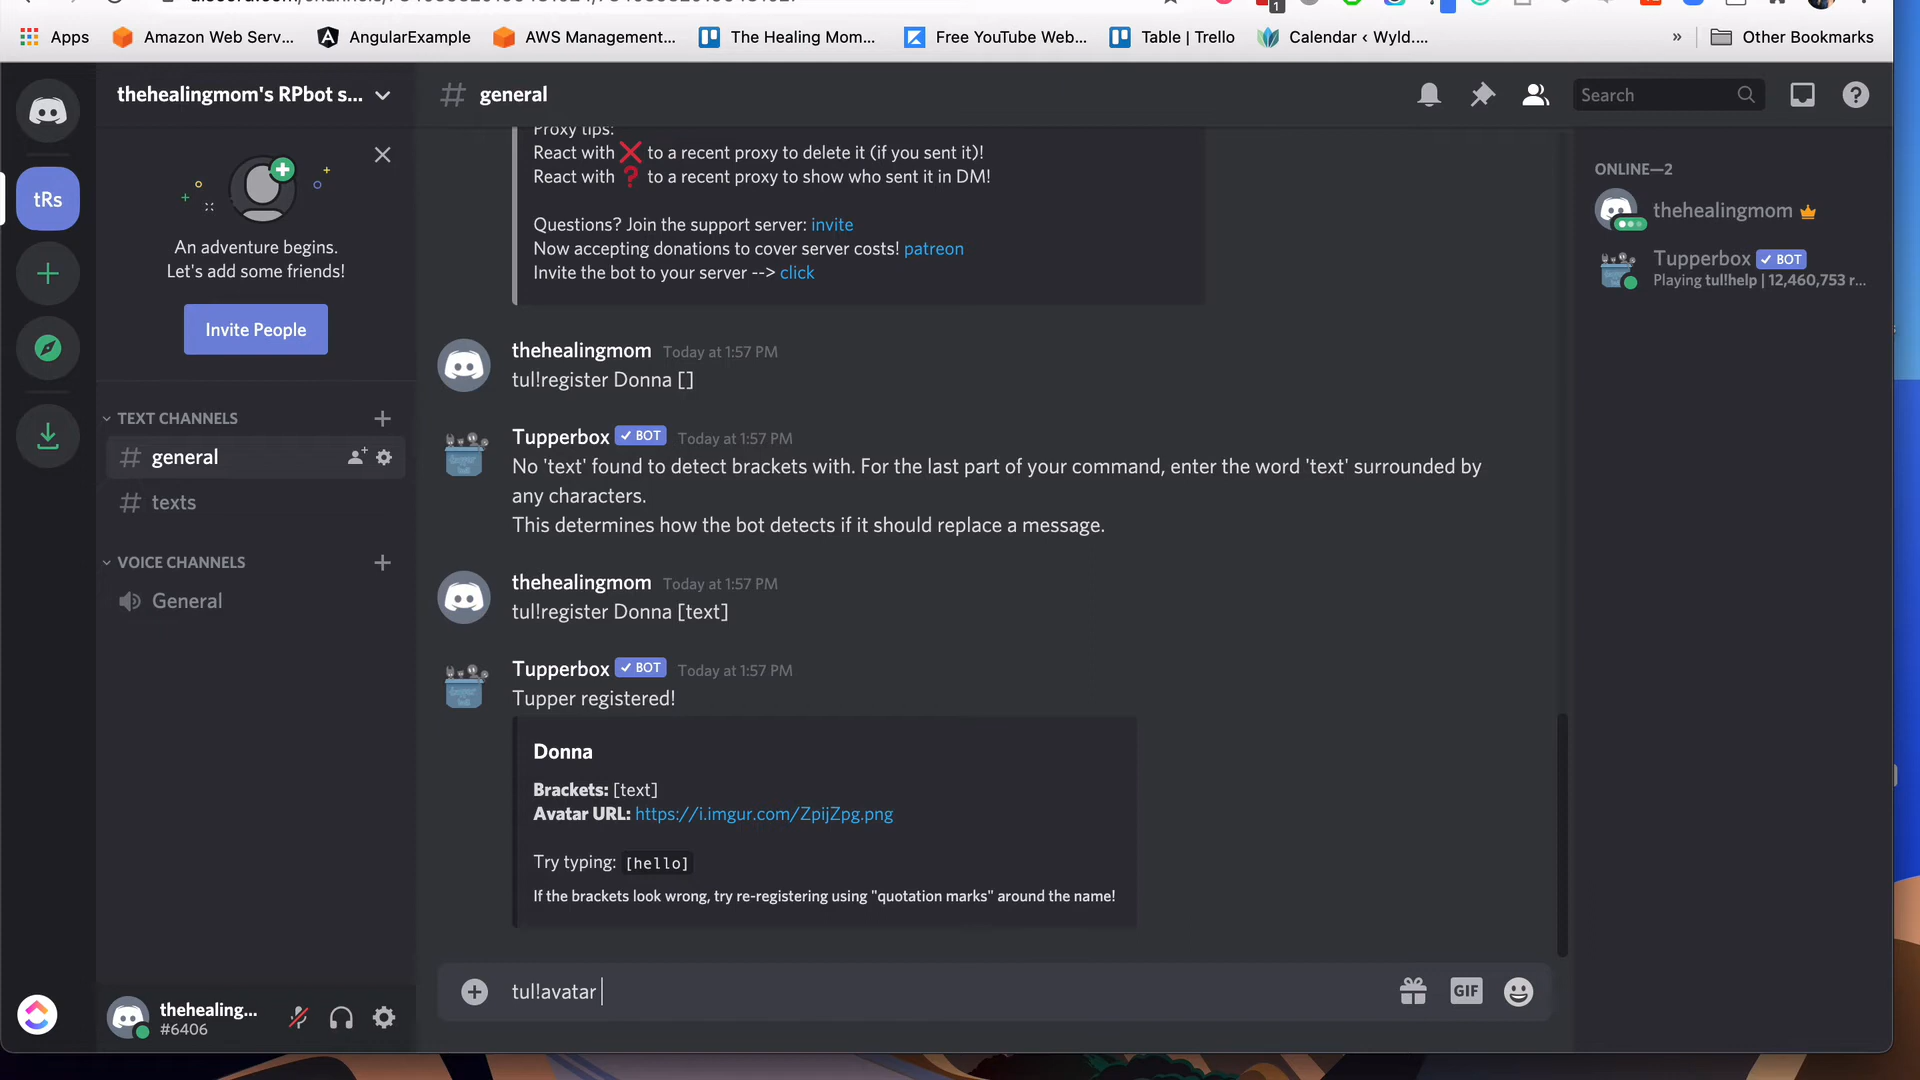 Apps
Amazon Web Serv...
AngularExample
AWS Management...
The Healing Mom...
Free YouTube Web...
Table | Trello
Calendar < Wyld....
»
Other Bookmarks
1
thehealingmom's RPbot s...
general
Search
tRs
An adventure begins.
Let's add some friends!
Invite People
TEXT CHANNELS
general
texts
VOICE CHANNELS
General
thehealing...
#6406
Proxy tips:
React with ❌ to a recent proxy to delete it (if you sent it)!
React with ❓ to a recent proxy to show who sent it in DM!
Questions? Join the support server: invite
Now accepting donations to cover server costs! patreon
Invite the bot to your server --> click
thehealingmom Today at 1:57 PM
tul!register Donna []
Tupperbox ✓ BOT Today at 1:57 PM
No 'text' found to detect brackets with. For the last part of your command, enter the word 'text' surrounded by
any characters.
This determines how the bot detects if it should replace a message.
thehealingmom Today at 1:57 PM
tul!register Donna [text]
Tupperbox ✓ BOT Today at 1:57 PM
Tupper registered!
Donna
Brackets: [text]
Avatar URL: https://i.imgur.com/ZpijZpg.png
Try typing: [hello]
If the brackets look wrong, try re-registering using "quotation marks" around the name!
tul!avatar
GIF
ONLINE—2
thehealingmom
Tupperbox ✓ BOT
Playing tul!help | 12,460,753 r...